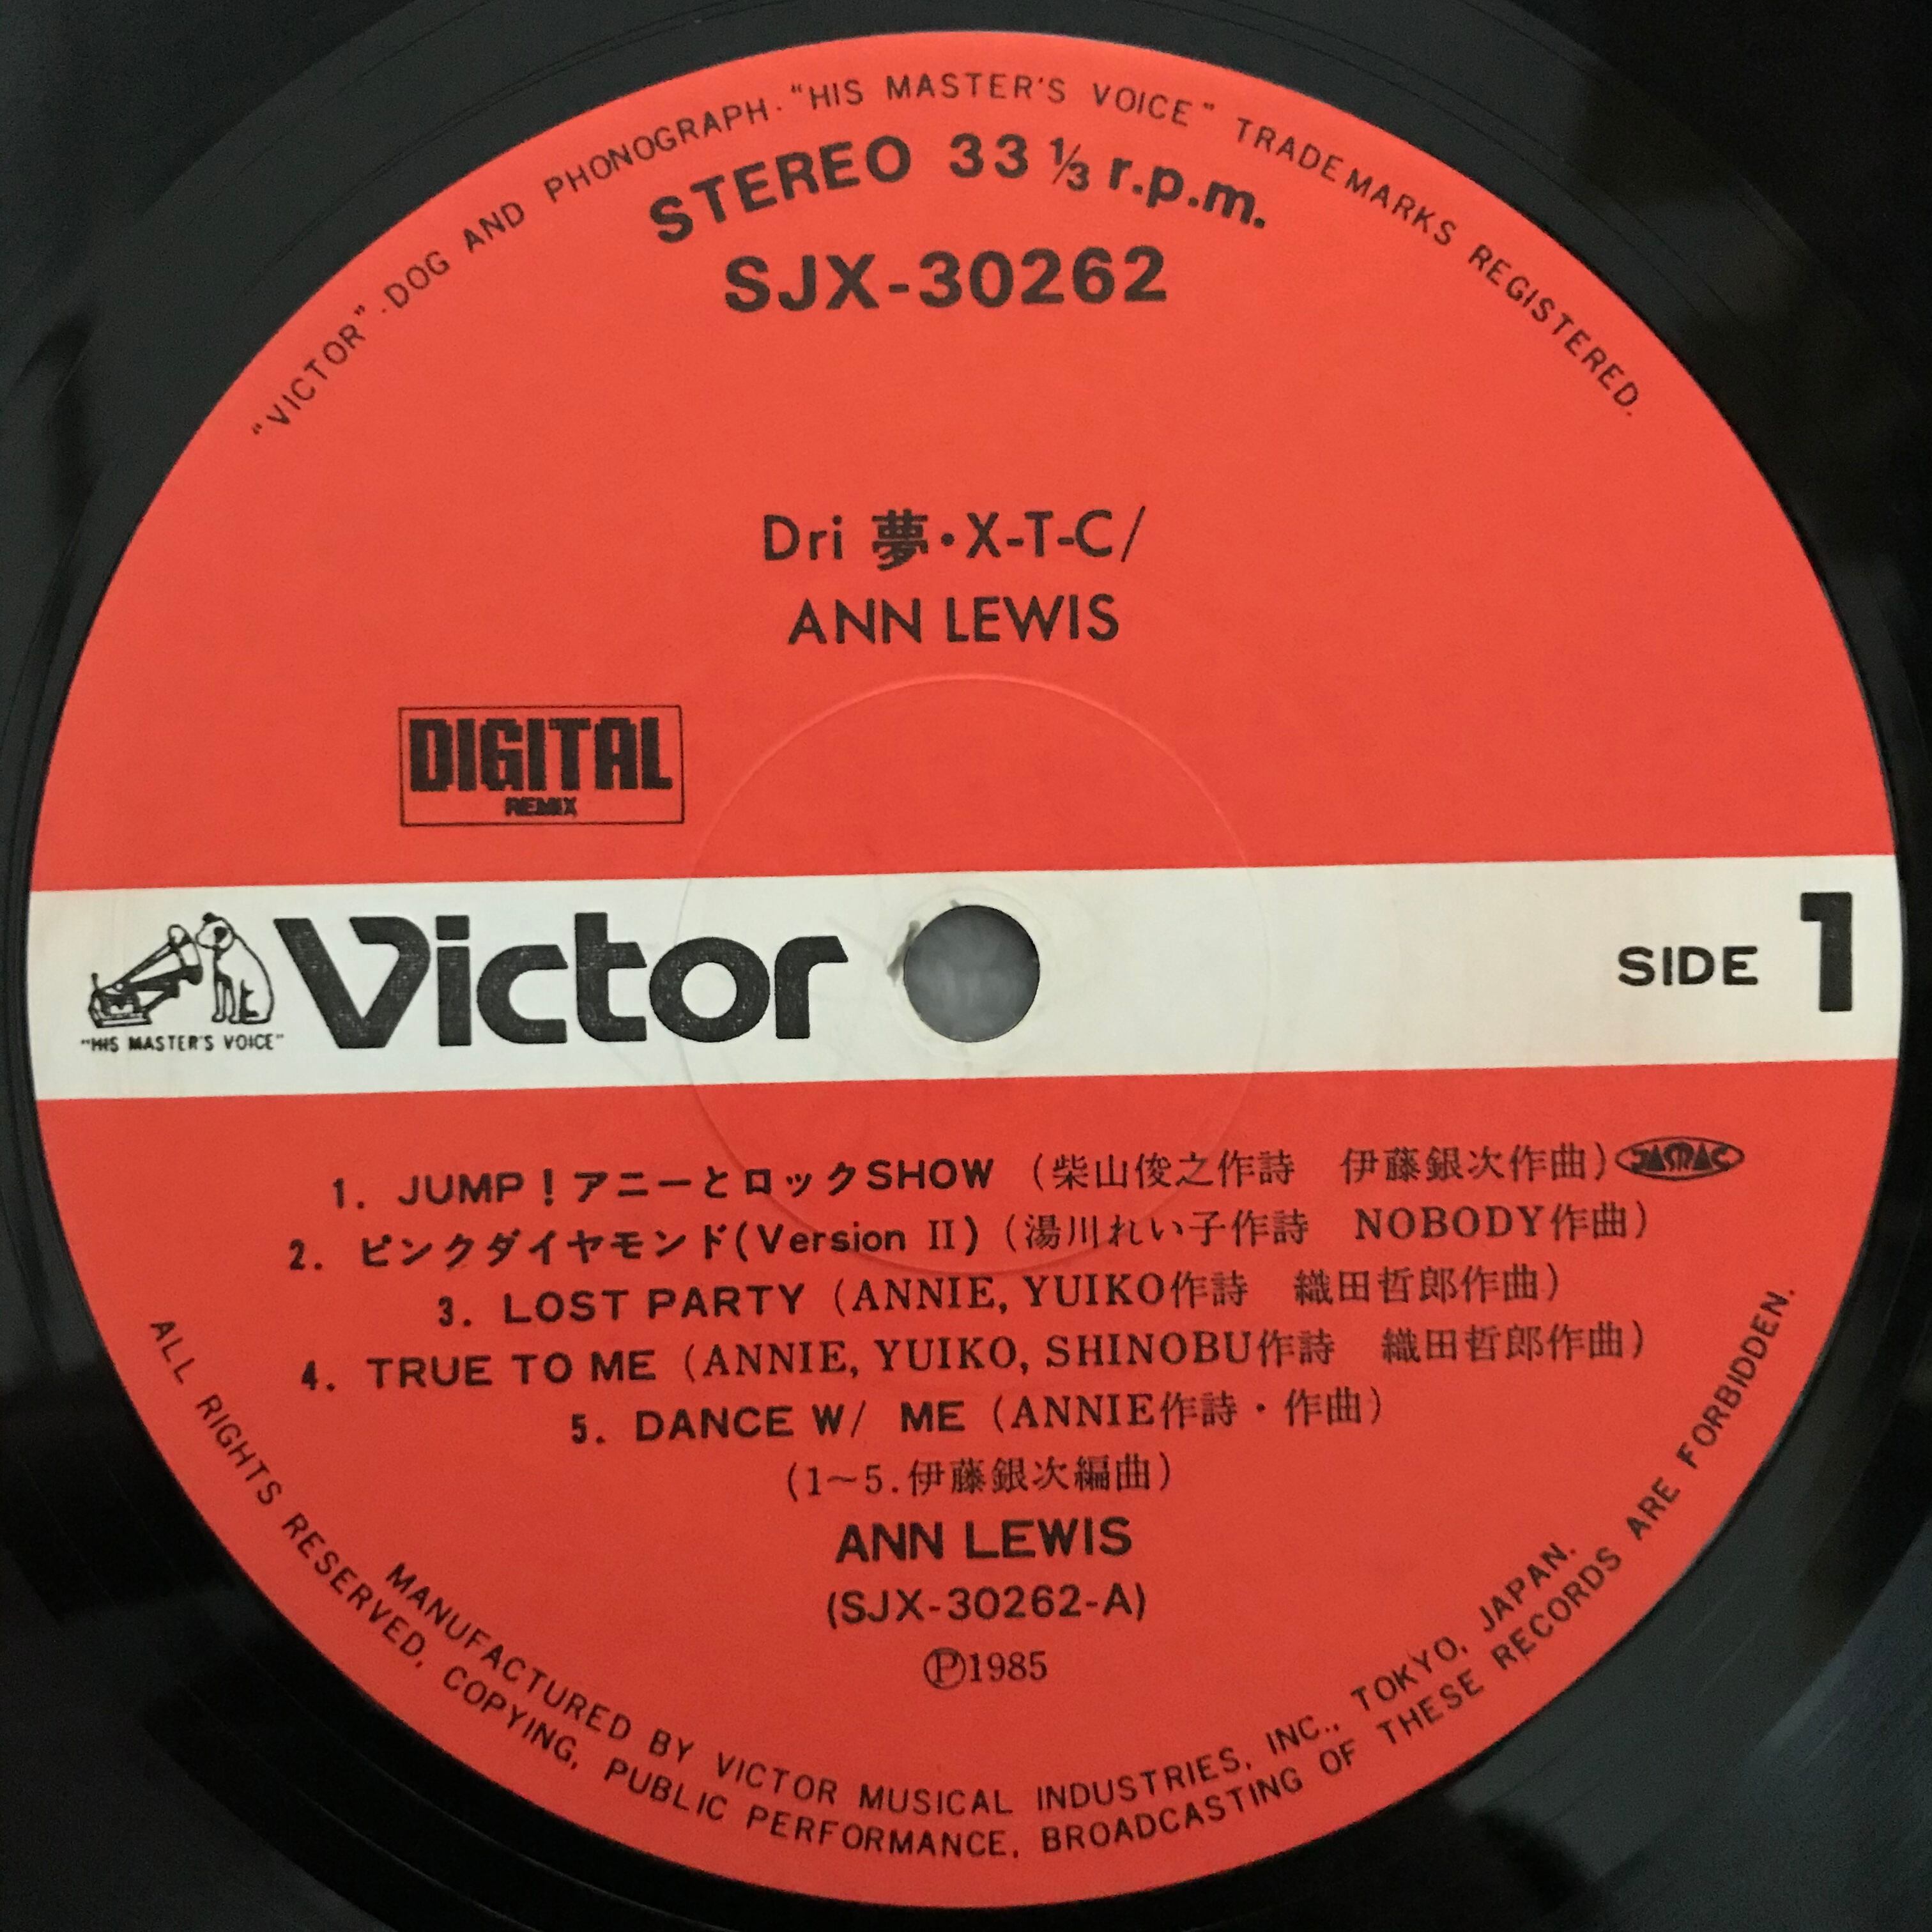 "VICTOR"·DOG AND PHONOGRAPH·"HIS MASTER'S VOICE" TRADEMARKS REGISTERED.
STEREO 33⅓ r.p.m.
SJX-30262
Dri 夢・X-T-C/
ANN LEWIS
DIGITAL
REMIX
"HIS MASTER'S VOICE"
Victor
SIDE 1
1. JUMP！アニーとロックSHOW (柴山俊之作詩 伊藤銀次作曲) JASRAC
2. ピンクダイヤモンド(Version II) (湯川れい子作詩 NOBODY作曲)
3. LOST PARTY (ANNIE, YUIKO作詩 織田哲郎作曲)
4. TRUE TO ME (ANNIE, YUIKO, SHINOBU作詩 織田哲郎作曲)
5. DANCE W/ ME (ANNIE作詩・作曲)
(1～5.伊藤銀次編曲)
ANN LEWIS
(SJX-30262-A)
Ⓟ1985
MANUFACTURED BY VICTOR MUSICAL INDUSTRIES, INC., TOKYO, JAPAN.
ALL RIGHTS RESERVED, COPYING, PUBLIC PERFORMANCE, BROADCASTING OF THESE RECORDS ARE FORBIDDEN.